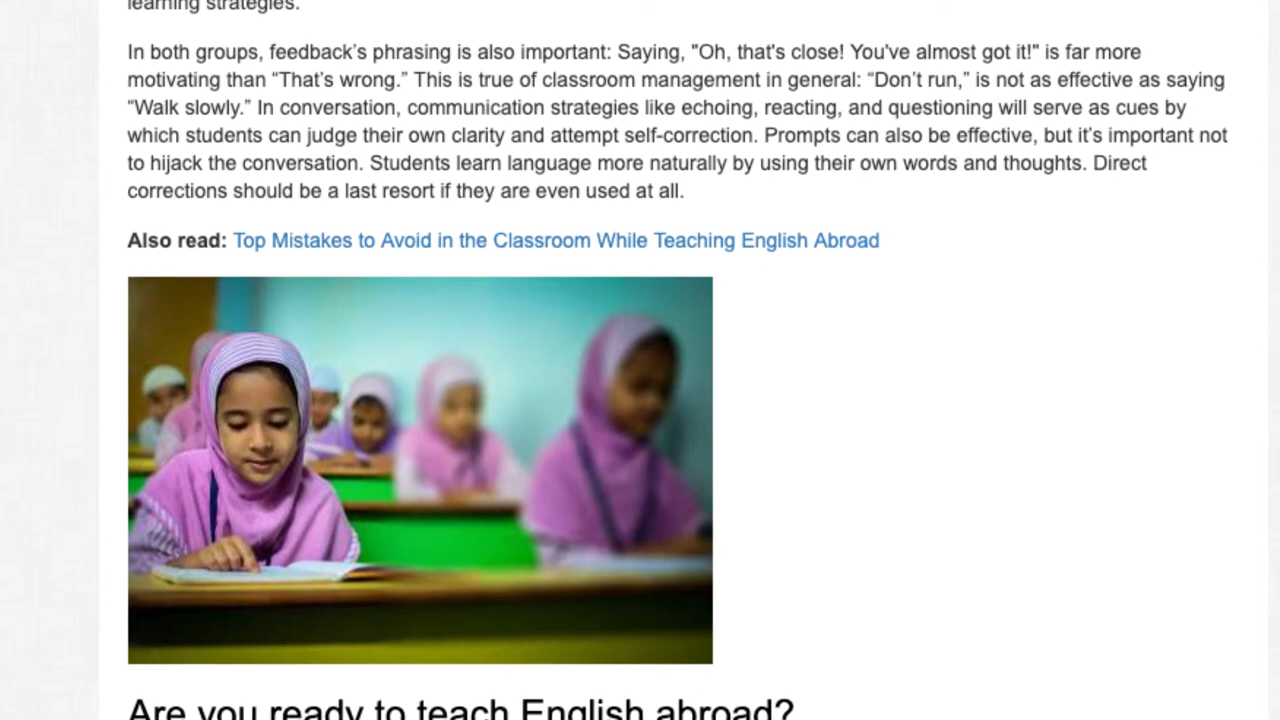 learning strategies.
In both groups, feedback’s phrasing is also important: Saying, "Oh, that's close! You've almost got it!" is far more
motivating than “That’s wrong.” This is true of classroom management in general: “Don’t run,” is not as effective as saying
“Walk slowly.” In conversation, communication strategies like echoing, reacting, and questioning will serve as cues by
which students can judge their own clarity and attempt self-correction. Prompts can also be effective, but it’s important not
to hijack the conversation. Students learn language more naturally by using their own words and thoughts. Direct
corrections should be a last resort if they are even used at all.
Also read: Top Mistakes to Avoid in the Classroom While Teaching English Abroad
Are you ready to teach English abroad?